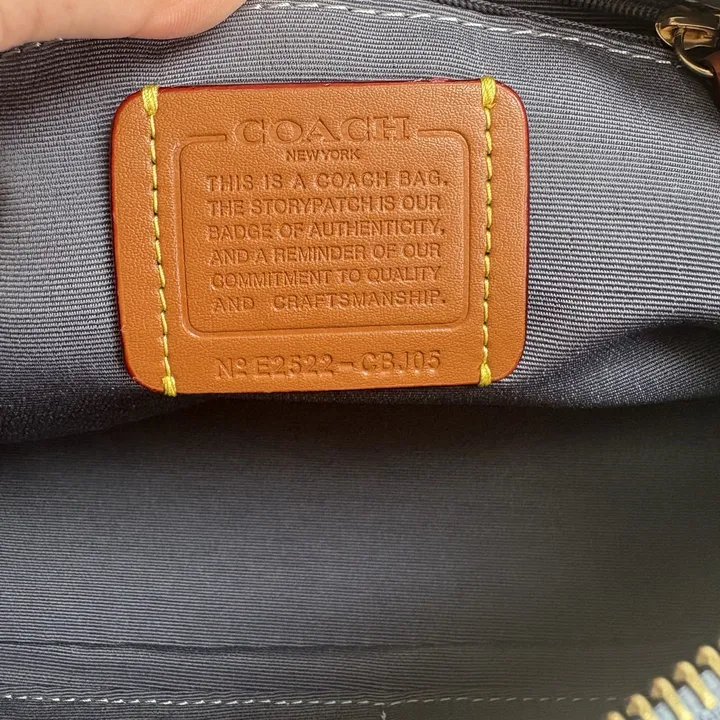 COACH
NEW YORK
THIS IS A COACH BAG.
THE STORYPATCH IS OUR
BADGE OF AUTHENTICITY,
AND A REMINDER OF OUR
COMMITMENT TO QUALITY
AND CRAFTSMANSHIP.
Nº E2522-CBJ05